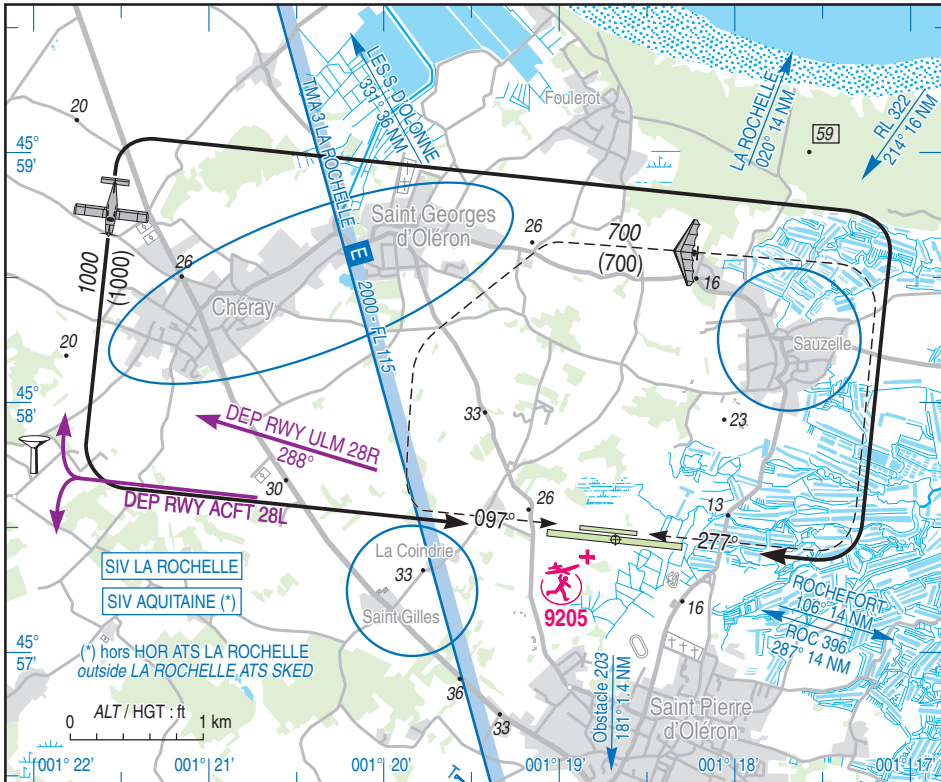 20
45°
59'
LES S. D'OLONNE
331° 36 NM
TMA 3 LA ROCHELLE
E
2000 - FL 115
Foulerot
LA ROCHELLE
020° 14 NM
59
RL 322
214° 16 NM
Saint Georges
d'Oléron
26
700
(700)
16
1000
(1000)
26
Chéray
Sauzelle
20
45°
58'
33
23
DEP RWY ULM 28R
288°
30
DEP RWY ACFT 28L
097°
26
13
277°
La Coindrie
33
Saint Gilles
9205
16
SIV LA ROCHELLE
SIV AQUITAINE (*)
(*) hors HOR ATS LA ROCHELLE
outside LA ROCHELLE ATS SKED
ROCHEFORT
106° 14 NM
ROC 396
287° 14 NM
45°
57'
36
33
Obstacle 203
181° 1.4 NM
Saint Pierre
d'Oléron
ALT / HGT : ft
0 1 km
001° 22' 001° 21' 001° 20' 001° 19' 001° 18' 001° 17'